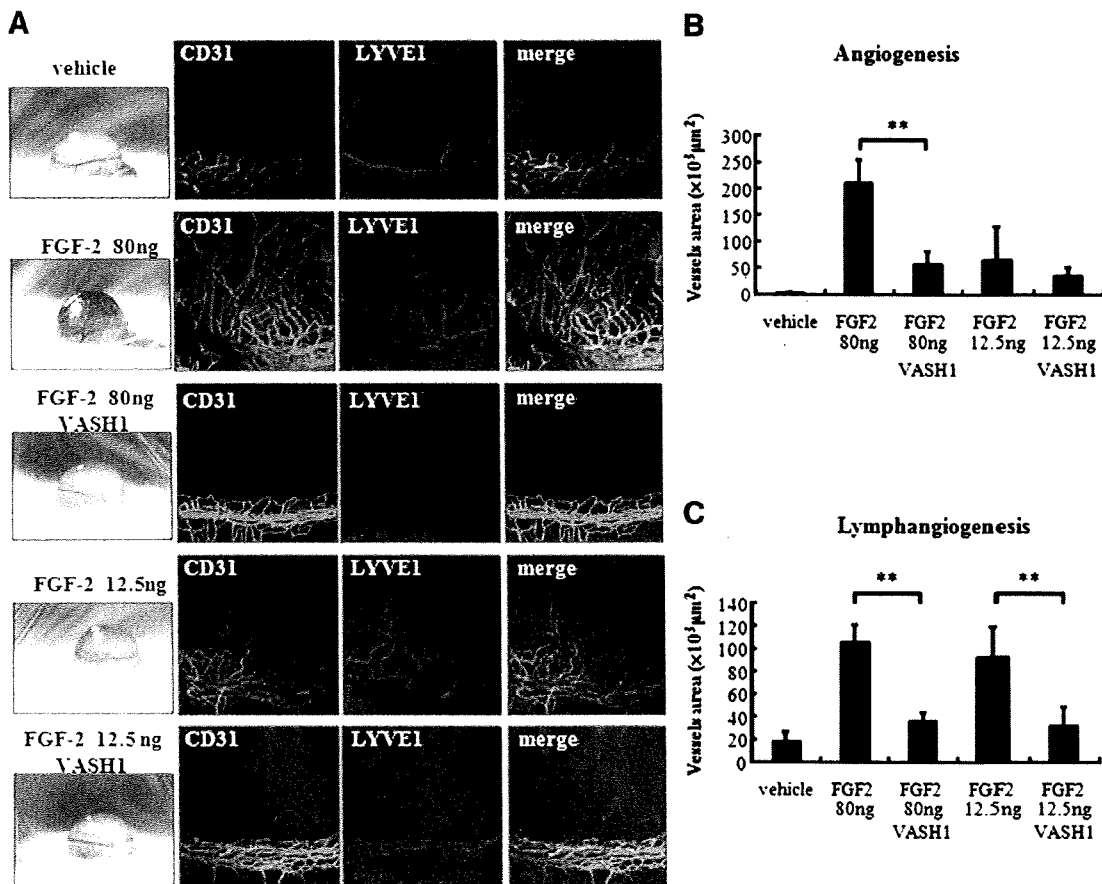 A
vehicle
CD31
LYVE1
merge
FGF-2 80ng
CD31
LYVE1
merge
FGF-2 80ng
VASH1
CD31
LYVE1
merge
FGF-2 12.5ng
CD31
LYVE1
merge
FGF-2 12.5ng
VASH1
CD31
LYVE1
merge
B
Angiogenesis
Vessels area (×10³μm²)
300
250
200
150
100
50
0
**
vehicle
FGF2
80ng
FGF2
80ng
VASH1
FGF2
12.5ng
FGF2
12.5ng
VASH1
C
Lymphangiogenesis
Vessels area (×10³μm²)
140
120
100
80
60
40
20
0
**
**
vehicle
FGF2
80ng
FGF2
80ng
VASH1
FGF2
12.5ng
FGF2
12.5ng
VASH1